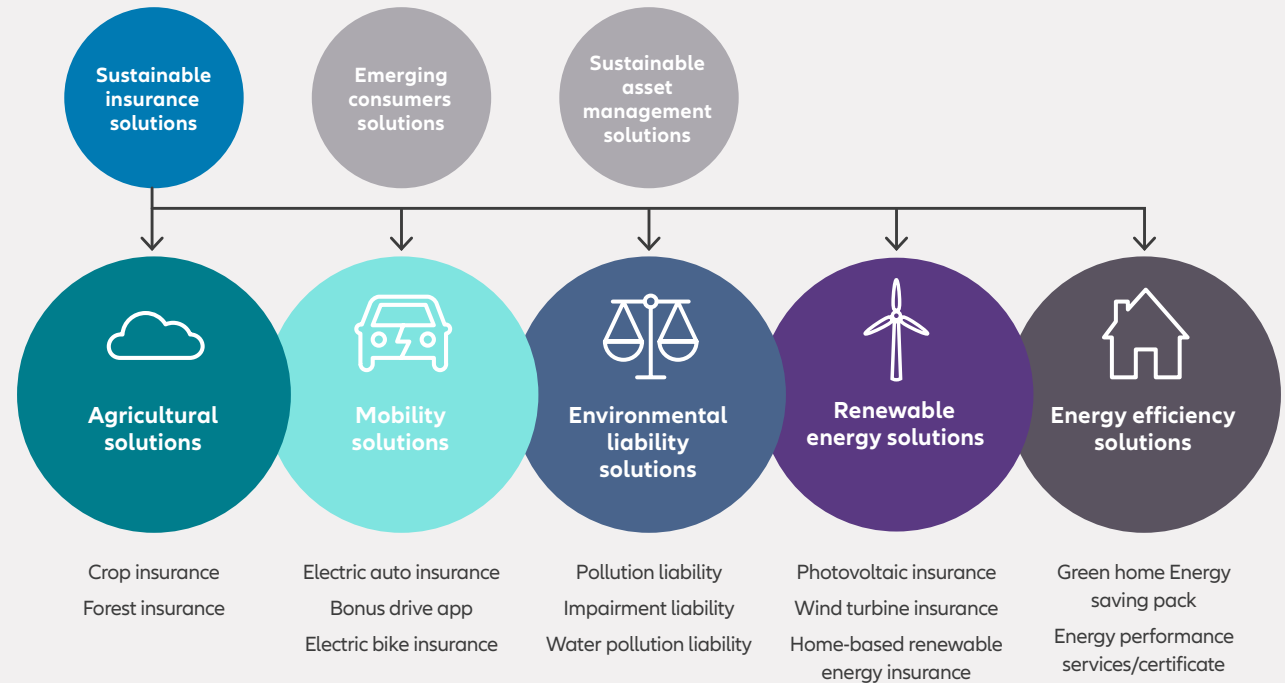 Sustainable
insurance
solutions
Emerging
consumers
solutions
Sustainable
asset
management
solutions
Agricultural
solutions
Mobility
solutions
Environmental
liability
solutions
Renewable
energy solutions
Energy efficiency
solutions
Crop insurance
Forest insurance
Electric auto insurance
Bonus drive app
Electric bike insurance
Pollution liability
Impairment liability
Water pollution liability
Photovoltaic insurance
Wind turbine insurance
Home-based renewable
energy insurance
Green home Energy
saving pack
Energy performance
services/certificate